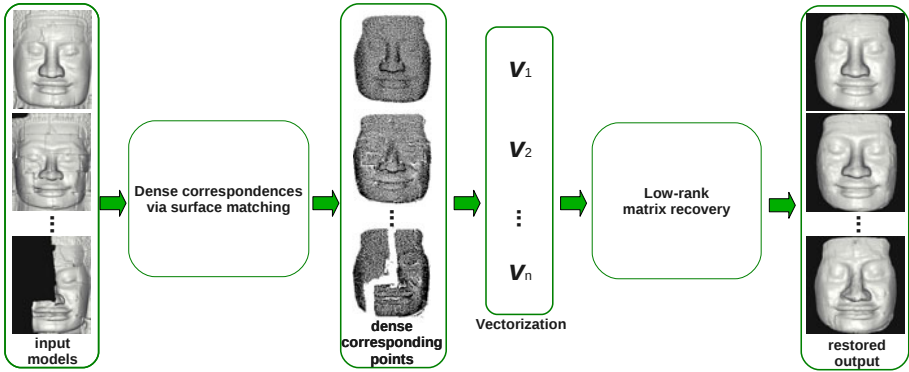 input
models
Dense correspondences
via surface matching
dense
corresponding
points
V1
V2
⋮
Vn
Vectorization
Low-rank
matrix recovery
restored
output